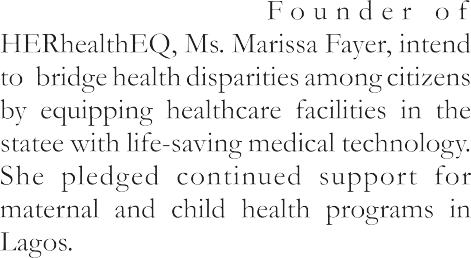 Founder of
HERhealthEQ, Ms. Marissa Fayer, intend
to bridge health disparities among citizens
by equipping healthcare facilities in the
statee with life-saving medical technology.
She pledged continued support for
maternal and child health programs in
Lagos.